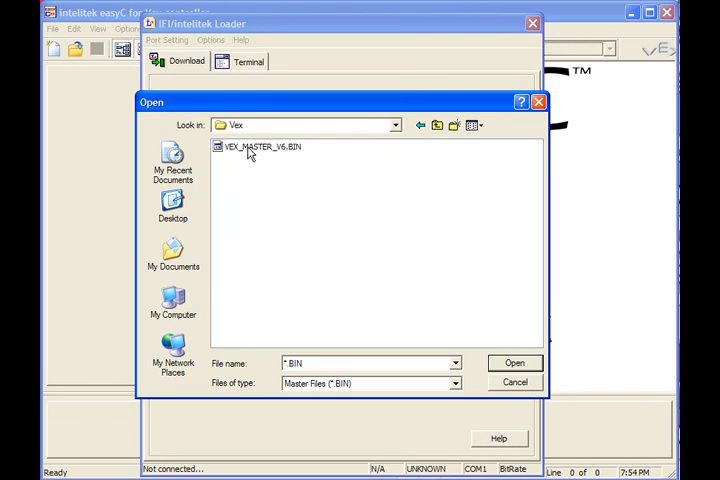 intelitek easyC for Vex controller
IFI/intelitek Loader
File Edit View Options
Port Setting Options Help
Download Terminal
TM
C
Open
Look in: Vex
VEX_MASTER_V6.BIN
My Recent
Documents
Desktop
My Documents
My Computer
My Network
Places
File name: *.BIN Open
Files of type: Master Files (*.BIN) Cancel
Help
Not connected... N/A UNKNOWN COM1 BitRate
Ready Line 0 of 0 7:54 PM